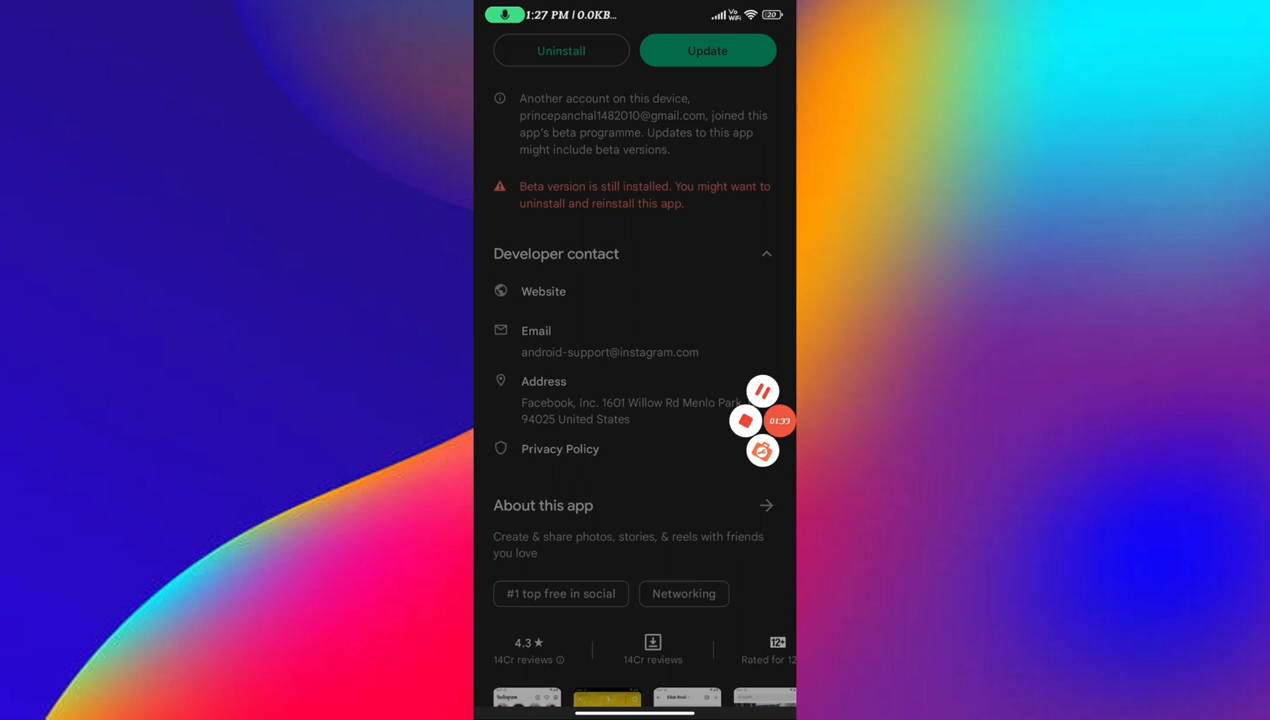 1:27 PM / 0.0KB...
Vo
WiFi
20
Uninstall
Update
Another account on this device,
princepanchal1482010@gmail.com, joined this
app's beta programme. Updates to this app
might include beta versions.
Beta version is still installed. You might want to
uninstall and reinstall this app.
Developer contact
Website
Email
android-support@instagram.com
Address
Facebook, Inc. 1601 Willow Rd Menlo Park
94025 United States
Privacy Policy
01:33
About this app
Create & share photos, stories, & reels with friends
you love
#1 top free in social
Networking
4.3★
14Cr reviews
14Cr reviews
12+
Rated for 12
Instagram